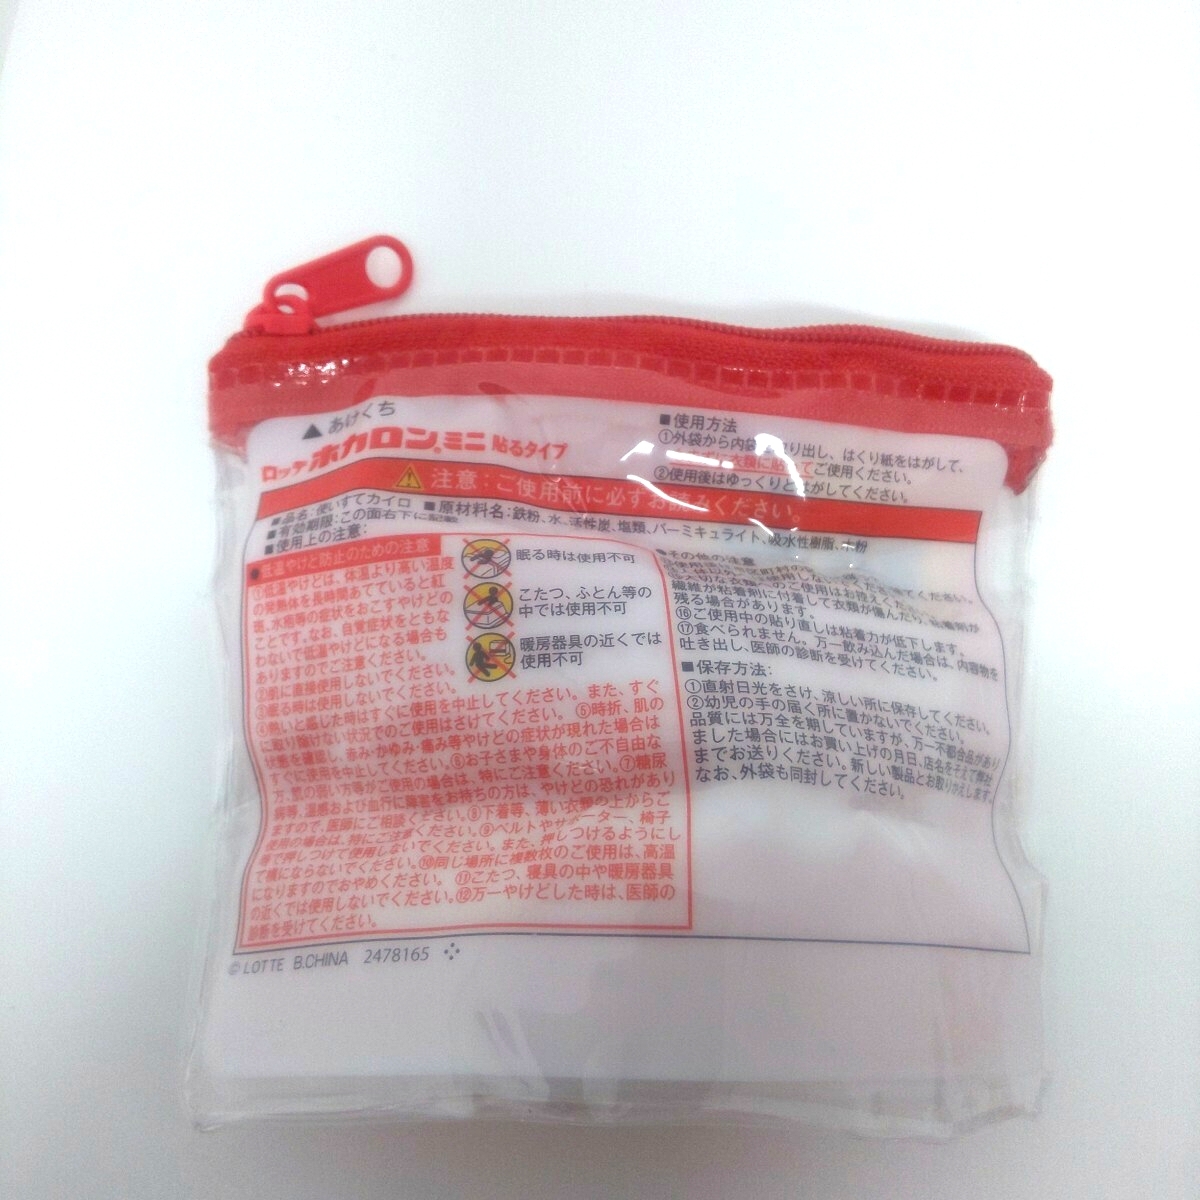 ▲あけくち
ロッテホカロン®ミニ 貼るタイプ
■使用方法
①外袋から内袋 取り出し、はくり紙をはがして、
衣類に貼 てご使用ください。
②使用後はゆっくりとはがしてください。
注意:ご使用前に必ずお読みください。
■品名:使いすてカイロ ■原材料名:鉄粉、水、活性炭、塩類、バーミキュライト、吸水性樹脂、木粉
■有効期限:この面右下に記載
■使用上の注意:
●低温やけど防止のための注意
①低温やけどは、体温より高い温度
の発熱体を長時間あてていると紅
斑、水疱等の症状をおこすやけどの
ことです。なお、自覚症状をともな
わないで低温やけどになる場合も
ありますのでご注意ください。
②肌に直接使用しないでください。
③眠る時は使用しないでください。
④熱いと感じた時はすぐに使用を中止してください。また、すぐ
に取り除けない状況でのご使用はさけてください。⑤時折、肌の
状態を確認し、赤み・かゆみ・痛み等やけどの症状が現れた場合は
すぐに使用を中止してください。⑥お子さまや身体のご不自由な
方、肌の弱い方等がご使用の場合は、特にご注意ください。⑦糖尿
病等、温感および血行に障害をお持ちの方は、やけどの恐れがあり
ますので、医師にご相談ください。⑧下着等、薄い衣類の上からご
使用の場合は、特にご注意ください。⑨ベルトやサポーター、椅子
等で押しつけて使用しないでください。また、押しつけるようにし
て横にならないでください。⑩同じ場所に複数枚のご使用は、高温
になりますのでおやめください。⑪こたつ、寝具の中や暖房器具
の近くでは使用しないでください。⑫万一やけどした時は、医師の
診断を受けてください。
眠る時は使用不可
こたつ、ふとん等の
中では使用不可
暖房器具の近くでは
使用不可
●その他の注意
繊維が粘着剤に付着して衣類が傷んだり、粘着剤が
残る場合があります。
⑯ご使用中の貼り直しは粘着力が低下します。
⑰食べられません。万一飲み込んだ場合は、内容物を
吐き出し、医師の診断を受けてください。
■保存方法:
①直射日光をさけ、涼しい所に保存してください。
②幼児の手の届く所に置かないでください。
品質には万全を期していますが、万一不都合品があり
ました場合にはお買い上げの月日、店名をそえて弊社
までお送りください。新しい製品とお取りかえします。
なお、外袋も同封してください。
© LOTTE B.CHINA 2478165